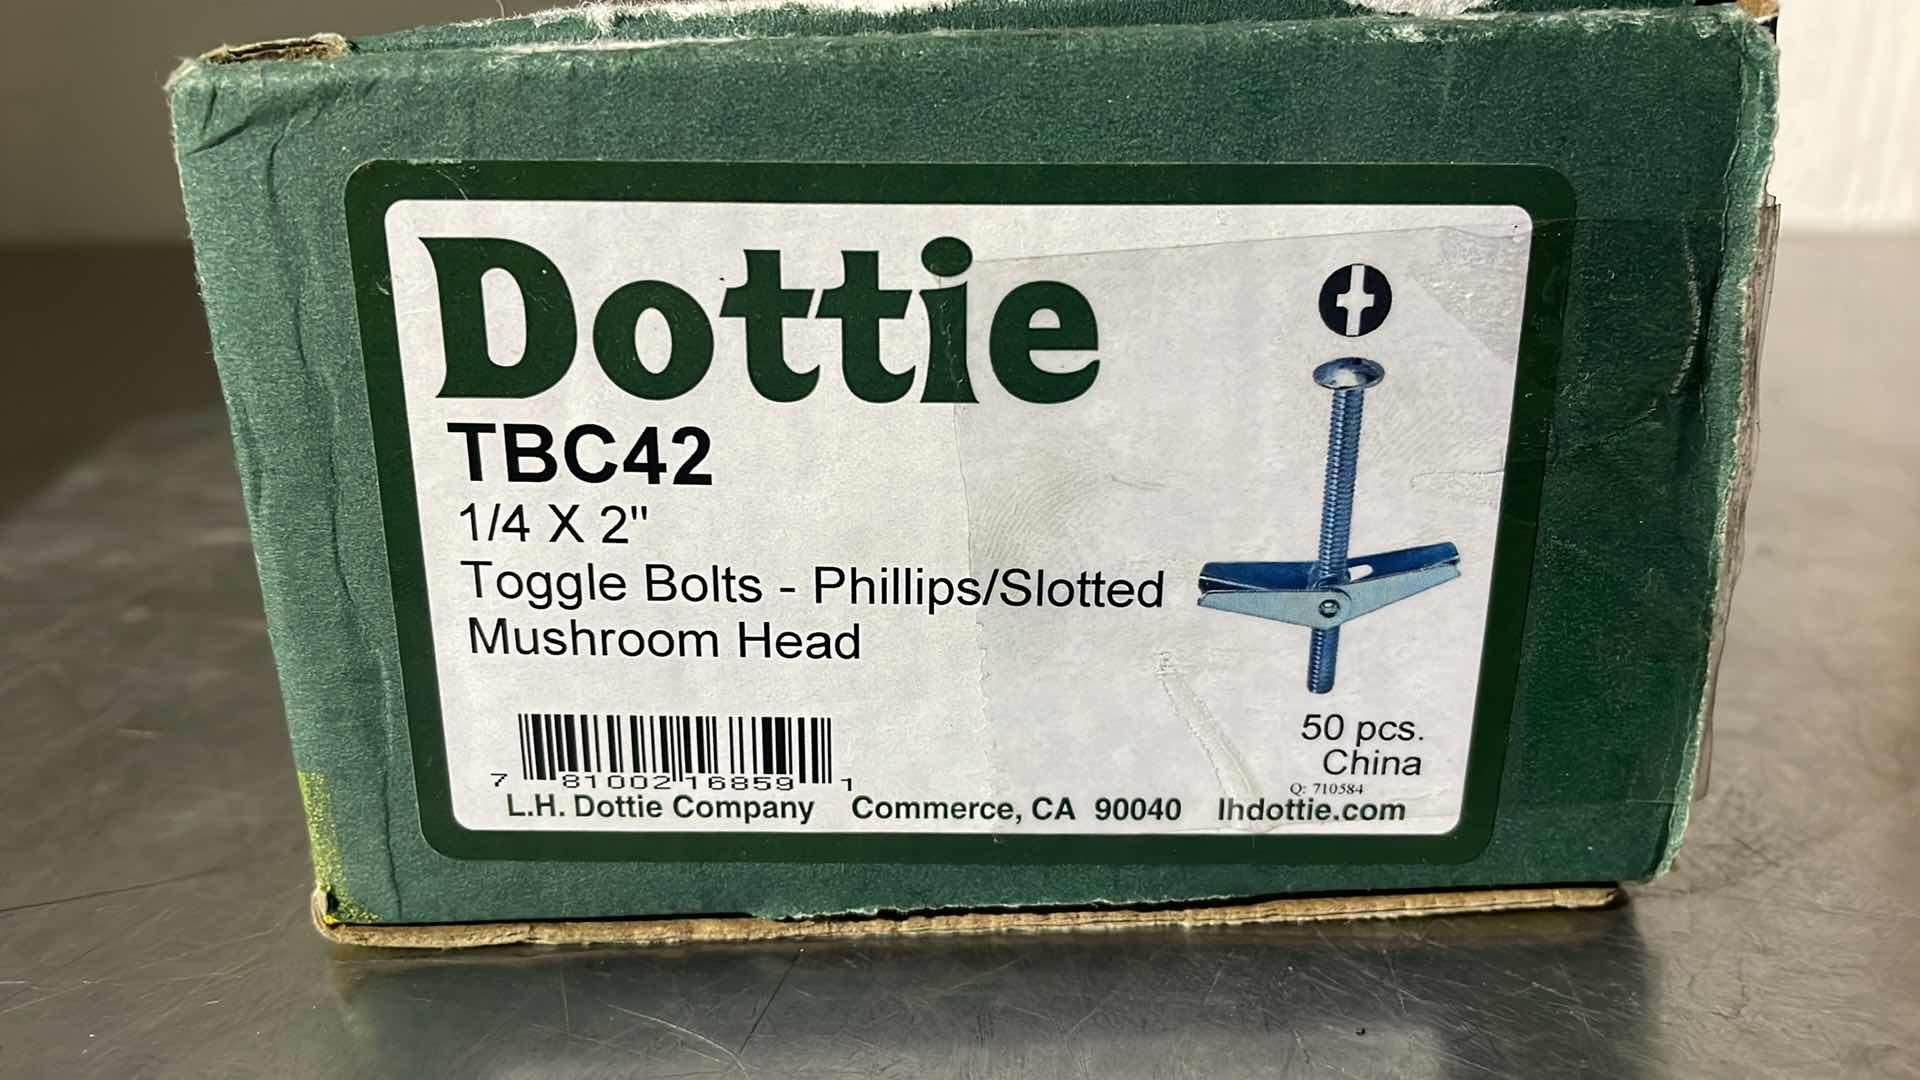 Dottie
TBC42
1/4 X 2"
Toggle Bolts - Phillips/Slotted
Mushroom Head
50 pcs.
China
Q: 710584
7 81002 16859 1
L.H. Dottie Company Commerce, CA 90040 lhdottie.com